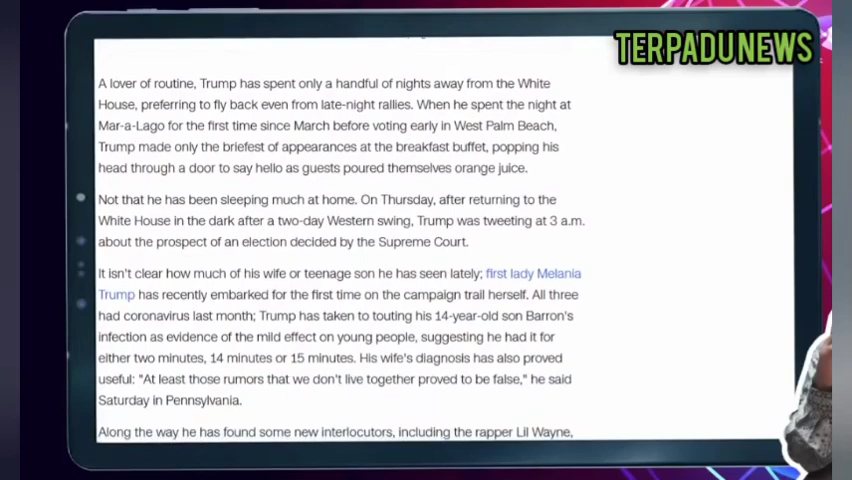 TERPADU NEWS
A lover of routine, Trump has spent only a handful of nights away from the White
House, preferring to fly back even from late-night rallies. When he spent the night at
Mar-a-Lago for the first time since March before voting early in West Palm Beach,
Trump made only the briefest of appearances at the breakfast buffet, popping his
head through a door to say hello as guests poured themselves orange juice.
Not that he has been sleeping much at home. On Thursday, after returning to the
White House in the dark after a two-day Western swing, Trump was tweeting at 3 a.m.
about the prospect of an election decided by the Supreme Court.
It isn't clear how much of his wife or teenage son he has seen lately; first lady Melania
Trump has recently embarked for the first time on the campaign trail herself. All three
had coronavirus last month; Trump has taken to touting his 14-year-old son Barron's
infection as evidence of the mild effect on young people, suggesting he had it for
either two minutes, 14 minutes or 15 minutes. His wife's diagnosis has also proved
useful: "At least those rumors that we don't live together proved to be false," he said
Saturday in Pennsylvania.
Along the way he has found some new interlocutors, including the rapper Lil Wayne,